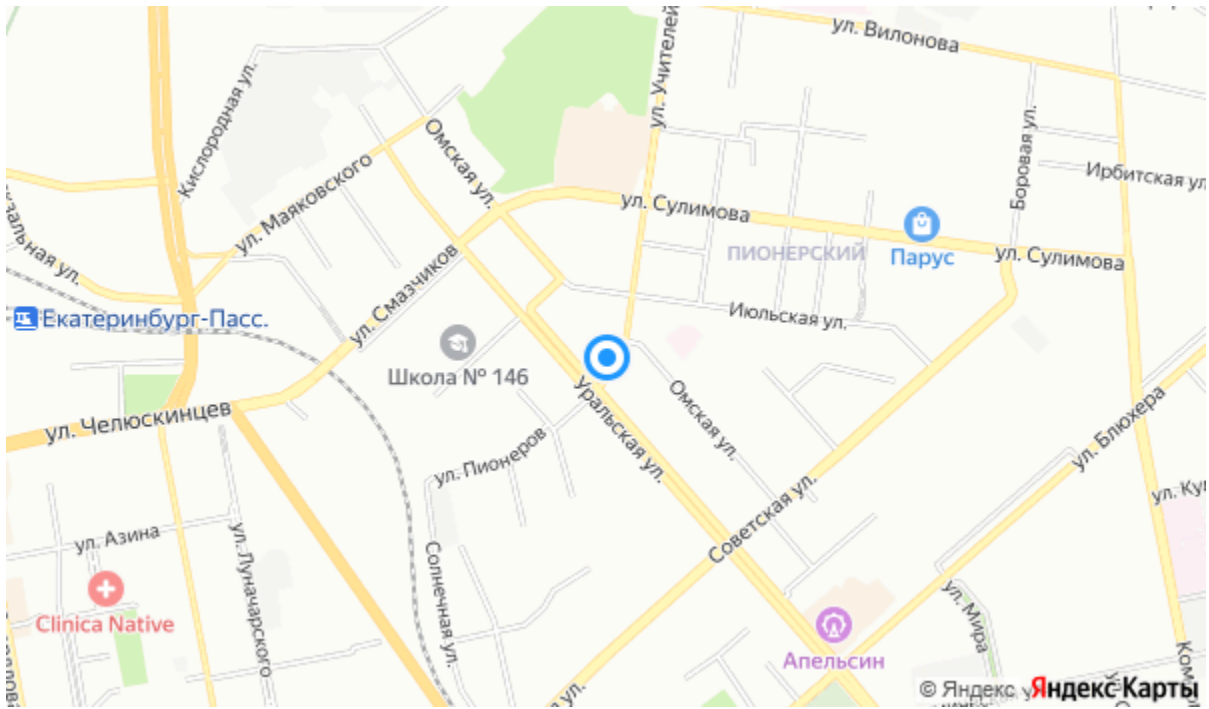 ул. Вилонова
ул. Учителей
Кислородная ул.
Омская ул.
ул. Маяковского
Боровая ул.
Ирбитская ул.
ул. Сулимова
ПИОНЕРСКИЙ
Парус
ул. Сулимова
ул. Смазчиков
Екатеринбург-Пасс.
Июльская ул.
Школа № 146
Уральская ул.
Омская ул.
ул. Челюскинцев
ул. Блюхера
ул. Пионеров
Советская ул.
ул. Азина
ул. Луначарского
Солнечная ул.
Clinica Native
ул. Мира
Апельсин
© Яндекс Яндекс Карты